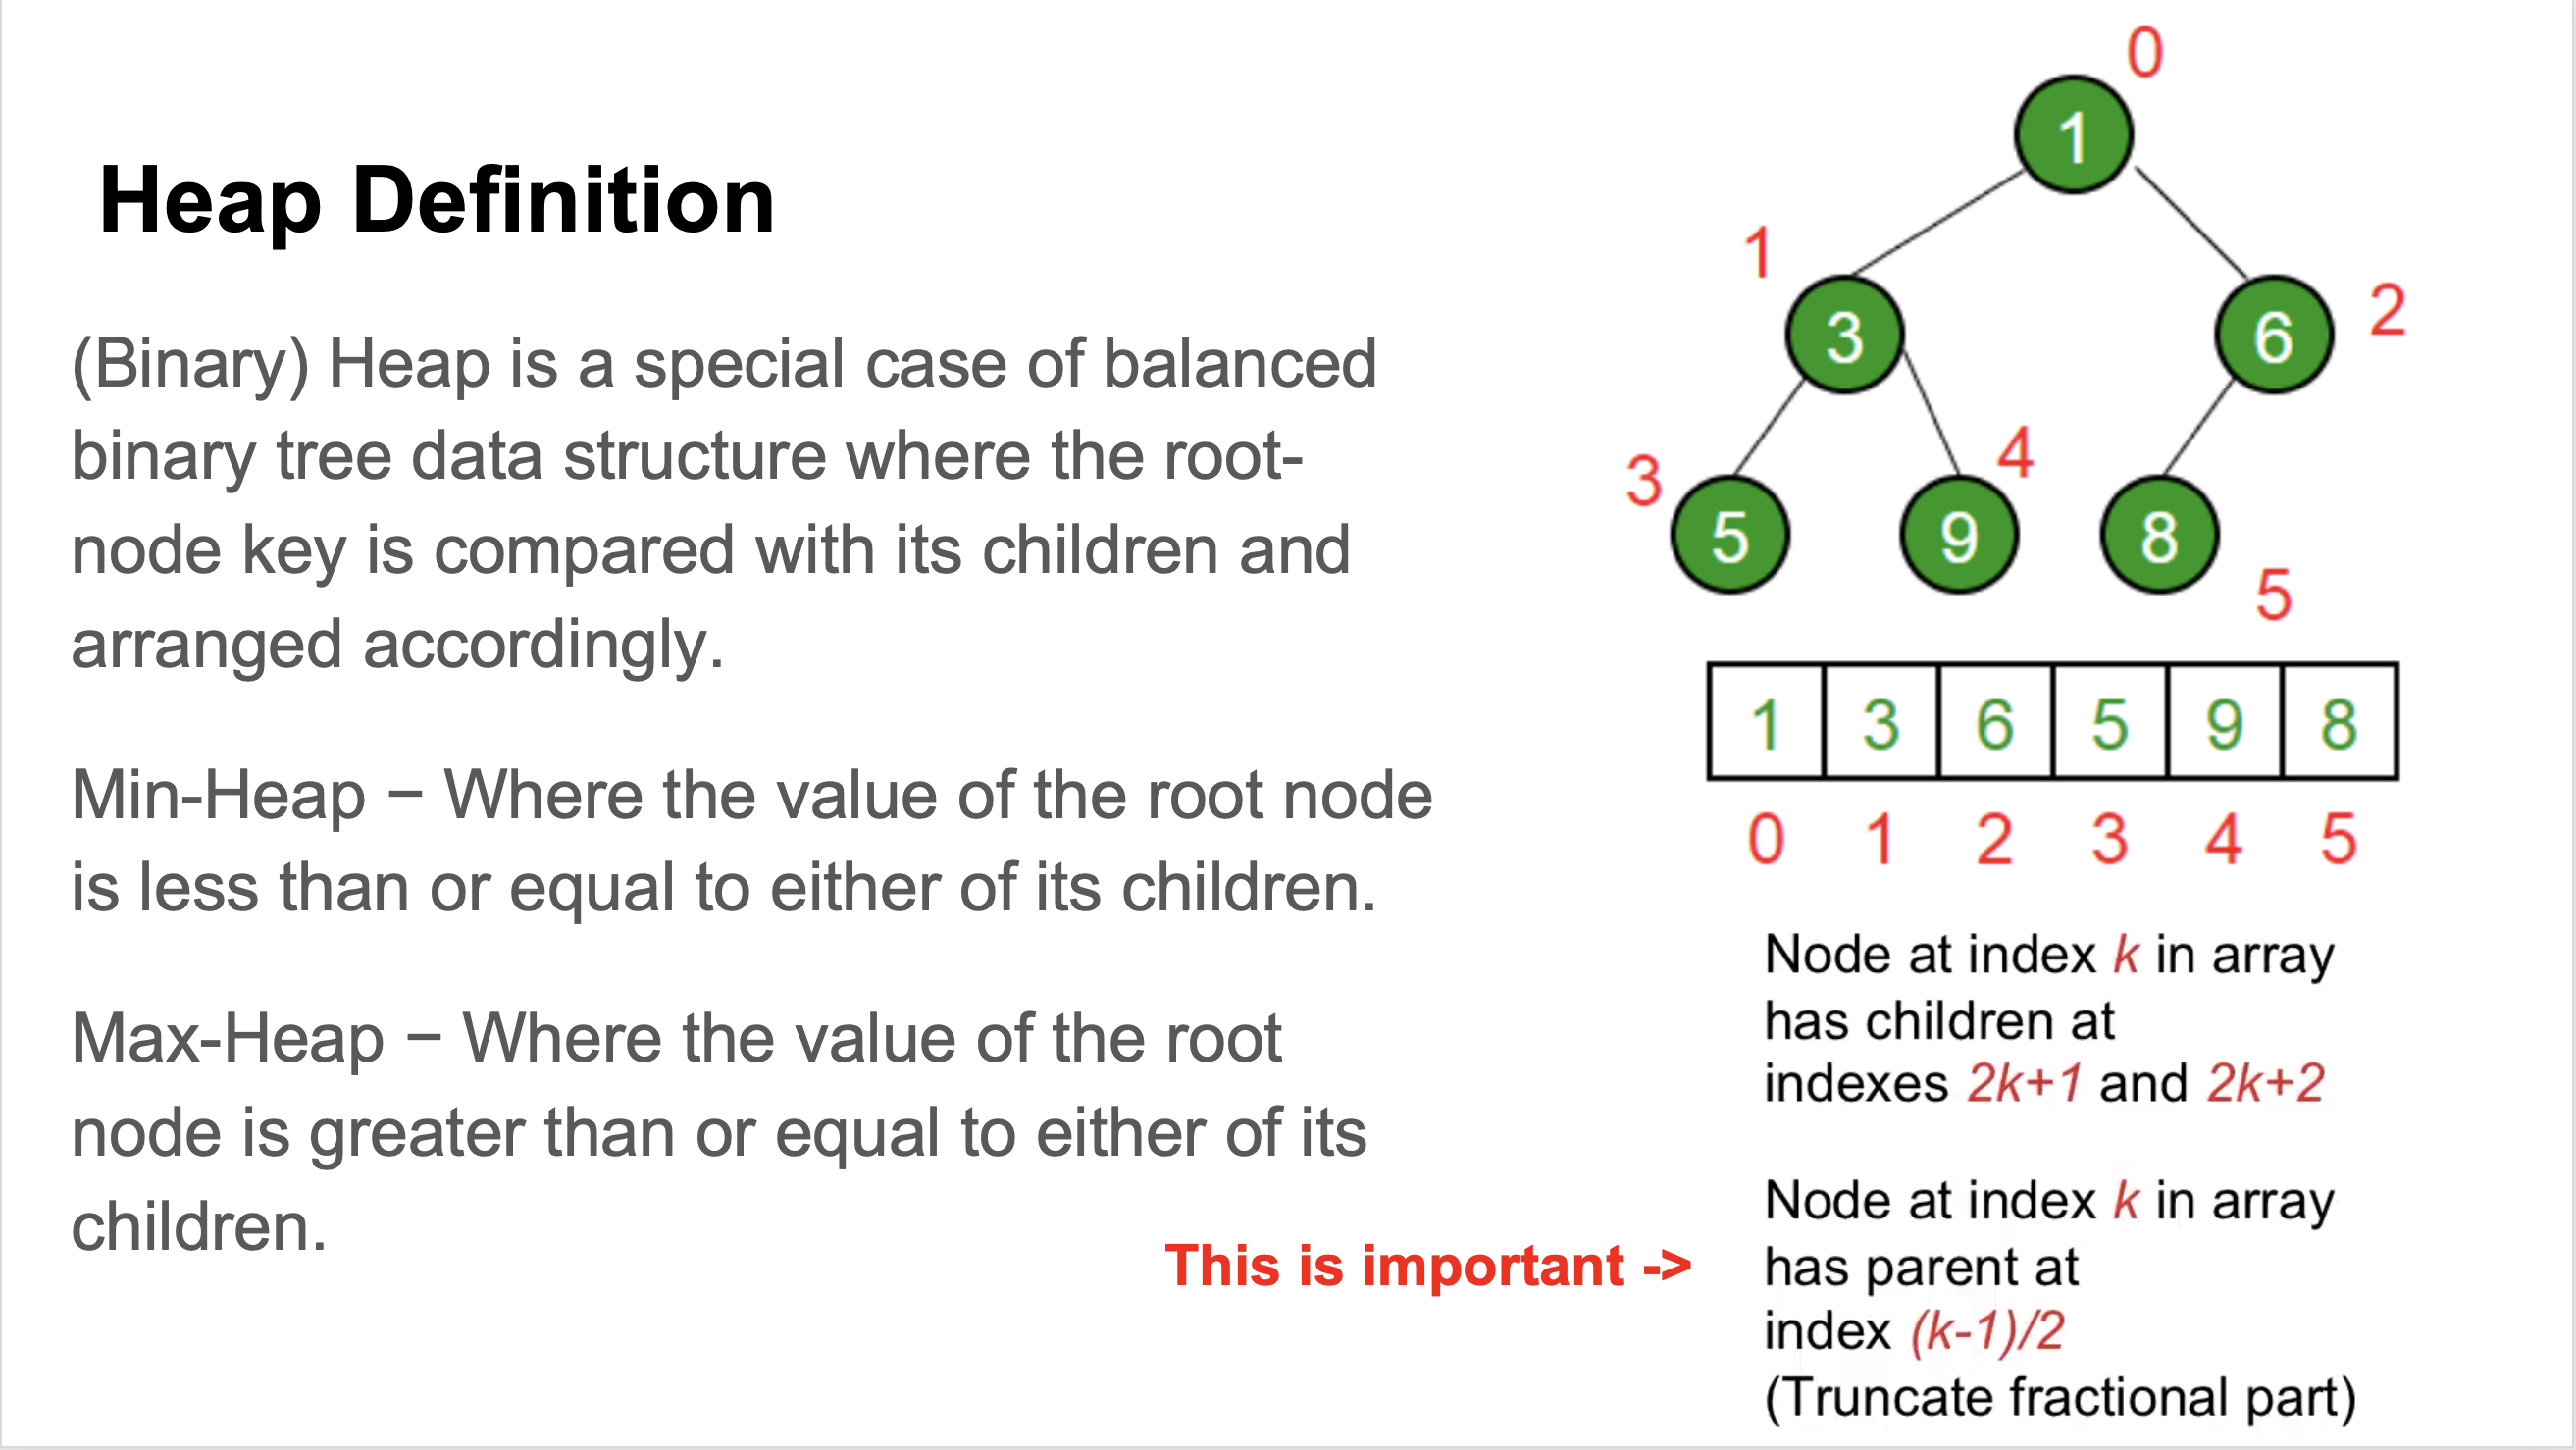 Heap Definition
(Binary) Heap is a special case of balanced
binary tree data structure where the root-
node key is compared with its children and
arranged accordingly.
Min-Heap − Where the value of the root node
is less than or equal to either of its children.
Max-Heap − Where the value of the root
node is greater than or equal to either of its
children.
This is important ->
0
1
1
3
6
2
3
5
4
9
8
5
1 3 6 5 9 8
0 1 2 3 4 5
Node at index k in array
has children at
indexes 2k+1 and 2k+2
Node at index k in array
has parent at
index (k-1)/2
(Truncate fractional part)